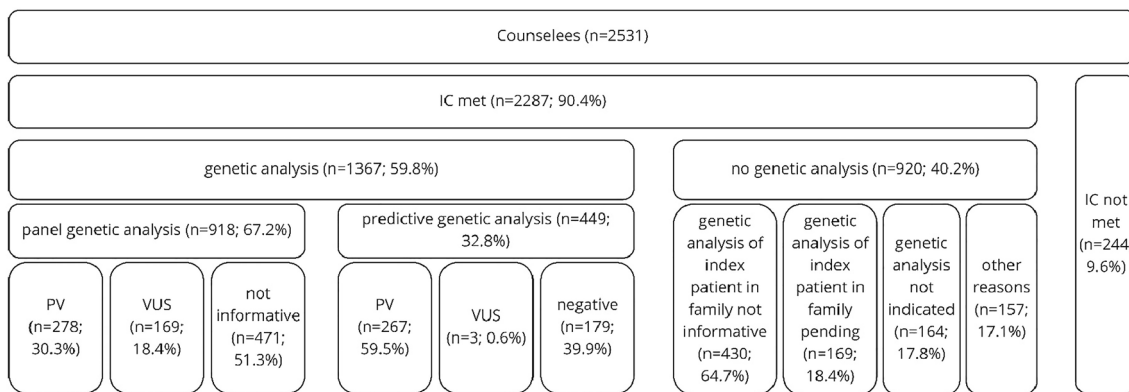 Counselees (n=2531)
IC met (n=2287; 90.4%)
genetic analysis (n=1367; 59.8%)
no genetic analysis (n=920; 40.2%)
IC not
met
(n=244
9.6%)
panel genetic analysis (n=918; 67.2%)
predictive genetic analysis (n=449;
32.8%)
PV
(n=278;
30.3%)
VUS
(n=169;
18.4%)
not
informative
(n=471;
51.3%)
PV
(n=267;
59.5%)
VUS
(n=3; 0.6%)
negative
(n=179;
39.9%)
genetic
analysis of
index
patient in
family not
informative
(n=430;
64.7%)
genetic
analysis of
index
patient in
family
pending
(n=169;
18.4%)
genetic
analysis
not
indicated
(n=164;
17.8%)
other
reasons
(n=157;
17.1%)